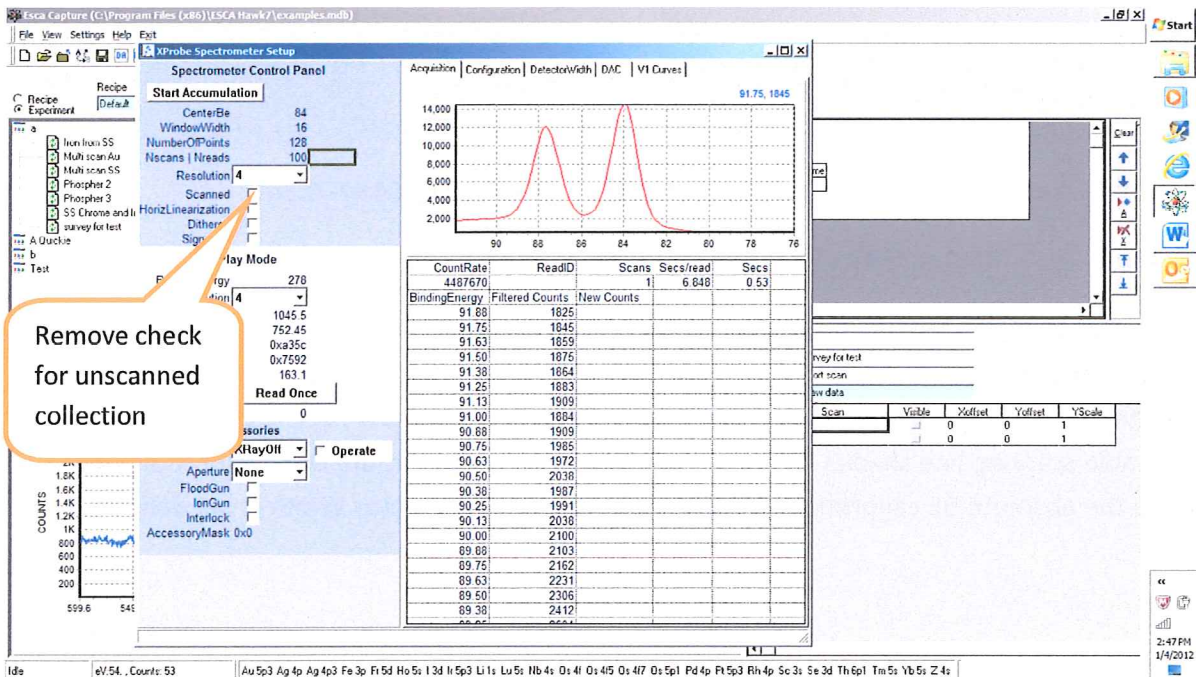 Esca Capture (C:\Program Files (x86)\ESCA Hawk7\examples.mdb)
File View Settings Help Exit
Recipe
Experiment
Recipe
Default
a
Iron from SS
Multi scan Au
Multi scan SS
Phospher 2
Phospher 3
SS Chrome and
survey for test
A Quckie
b
Test
XProbe Spectrometer Setup
Spectrometer Control Panel
Start Accumulation
CenterBe 84
WindowWidth 16
NumberOfPoints 128
Nscans | Nreads 100
Resolution 4
Scanned
HorizLinearization
Dither
278
4
1045.5
752.45
0xa35c
0x7592
163.1
Read Once
0
XRayOff Operate
Aperture None
FloodGun
IonGun
Interlock
AccessoryMask 0x0
Remove check
for unscanned
collection
Acquisition Configuration DetectorWidth DAC V1 Curves
91.75, 1845
14,000
12,000
10,000
8,000
6,000
4,000
2,000
90 88 86 84 82 80 78 76
CountRate ReadID Scans Secs/read Secs
4487670 1 6.848 0.53
BindingEnergy Filtered Counts New Counts
91.88 1825
91.75 1845
91.63 1859
91.50 1875
91.38 1864
91.25 1883
91.13 1909
91.00 1884
90.88 1909
90.75 1985
90.63 1972
90.50 2038
90.38 1987
90.25 1991
90.13 2038
90.00 2100
89.88 2103
89.75 2162
89.63 2231
89.50 2306
89.38 2412
Clear
Scan Visible Xoffset Yoffset YScale
0 0 1
0 0 1
COUNTS
1.8K
1.6K
1.4K
1.2K
1K
800
600
400
200
599.6
Start
2:47 PM
1/4/2012
Idle
eV:54. , Counts: 53
Au 5p3 Ag 4p Ag 4p3 Fe 3p Fr 5d Ho 5s I 3d Ir 5p3 Li 1s Lu 5s Nb 4s Os 4f Os 4f5 Os 4f7 Os 5p1 Pd 4p Pt 5p3 Rh 4p Sc 3s Se 3d Th 6p1 Tm 5s Yb 5s Z 4s